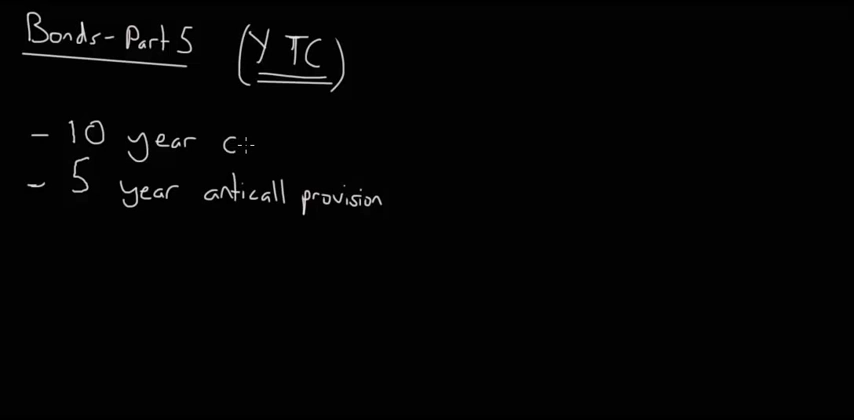 Bonds - Part 5 (YTC)
- 10 year c
- 5 year anticall provision